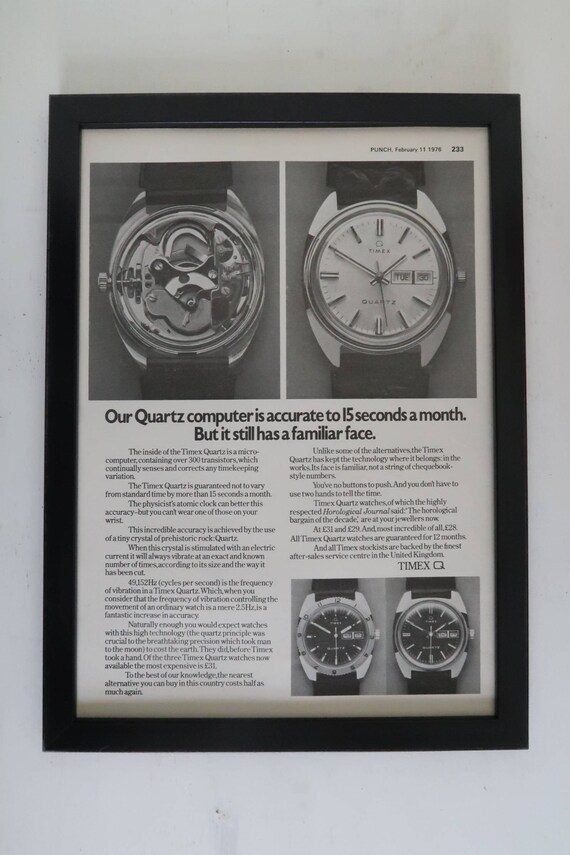 PUNCH, February 11 1976 233
TIMEX
QUARTZ
Our Quartz computer is accurate to 15 seconds a month.
But it still has a familiar face.
The inside of the Timex Quartz is a micro-
computer, containing over 300 transistors, which
continually senses and corrects any timekeeping
variation.
The Timex Quartz is guaranteed not to vary
from standard time by more than 15 seconds a month.
The physicist's atomic clock can better this
accuracy–but you can't wear one of those on your
wrist.
This incredible accuracy is achieved by the use
of a tiny crystal of prehistoric rock: Quartz.
When this crystal is stimulated with an electric
current it will always vibrate at an exact and known
number of times, according to its size and the way it
has been cut.
49,152Hz (cycles per second) is the frequency
of vibration in a Timex Quartz. Which, when you
consider that the frequency of vibration controlling the
movement of an ordinary watch is a mere 2.5Hz, is a
fantastic increase in accuracy.
Naturally enough you would expect watches
with this high technology (the quartz principle was
crucial to the breathtaking precision which took man
to the moon) to cost the earth. They did, before Timex
took a hand. Of the three Timex Quartz watches now
available the most expensive is £31.
To the best of our knowledge, the nearest
alternative you can buy in this country costs half as
much again.
Unlike some of the alternatives, the Timex
Quartz has kept the technology where it belongs: in the
works. Its face is familiar, not a string of chequebook-
style numbers.
You've no buttons to push. And you don't have to
use two hands to tell the time.
Timex Quartz watches, of which the highly
respected Horological Journal said: 'The horological
bargain of the decade', are at your jewellers now.
At £31 and £29. And, most incredible of all, £28.
All Timex Quartz watches are guaranteed for 12 months.
And all Timex stockists are backed by the finest
after-sales service centre in the United Kingdom.
TIMEX Q
TIMEX
TIMEX